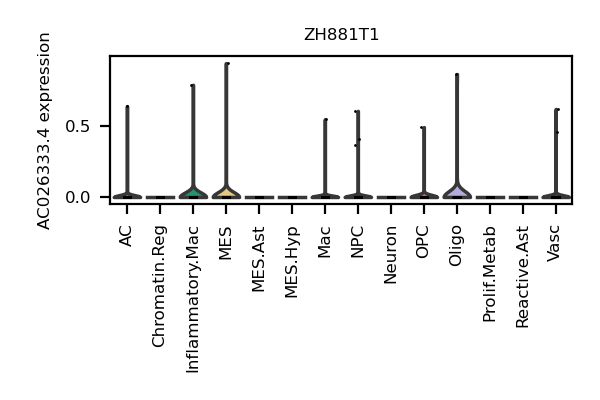 ZH881T1
AC026333.4 expression
0.5
0.0
AC
Chromatin.Reg
Inflammatory.Mac
MES
MES.Ast
MES.Hyp
Mac
NPC
Neuron
OPC
Oligo
Prolif.Metab
Reactive.Ast
Vasc